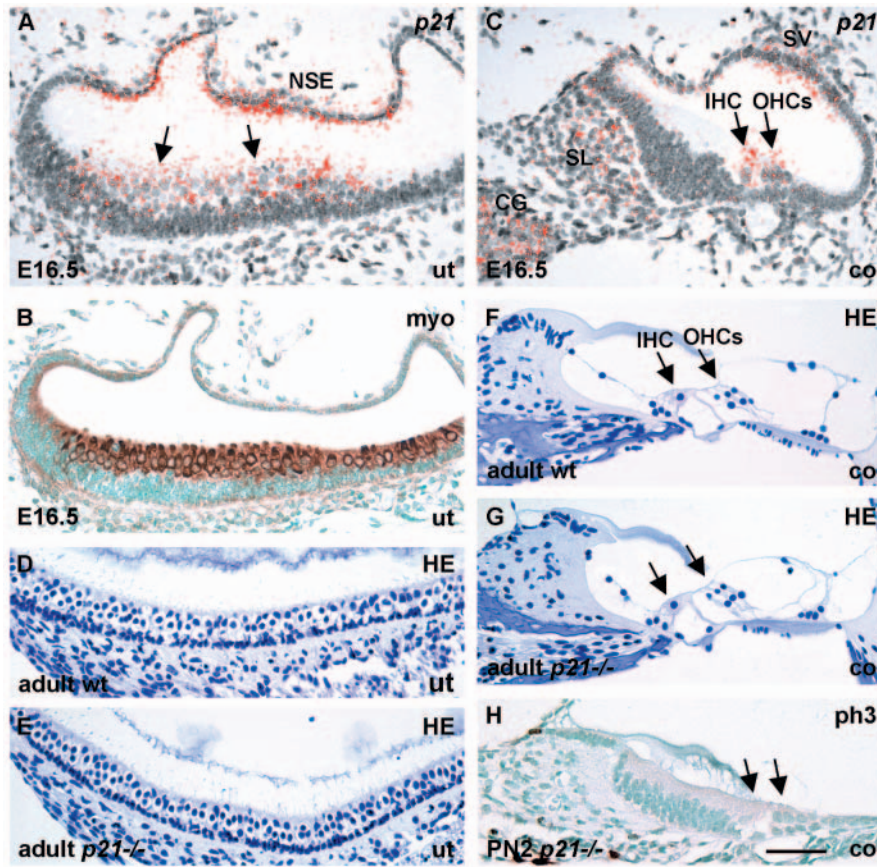 A
p21
NSE
E16.5
ut
C
p21
SV
IHC OHCs
SL
CG
E16.5
co
B
myo
E16.5
ut
F
HE
IHC OHCs
adult wt
co
D
HE
adult wt
ut
G
HE
adult p21-/-
co
E
HE
adult p21-/-
ut
H
ph3
PN2 p21-/-
co